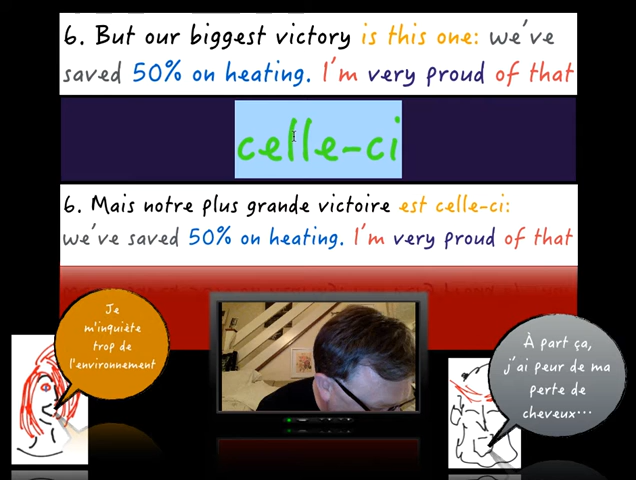 6. But our biggest victory is this one: we've
saved 50% on heating. I'm very proud of that
celle-ci
6. Mais notre plus grande victoire est celle-ci:
we've saved 50% on heating. I'm very proud of that
Je
m'inquiète
trop de
l'environnement
À part ça,
j'ai peur de ma
perte de
cheveux...